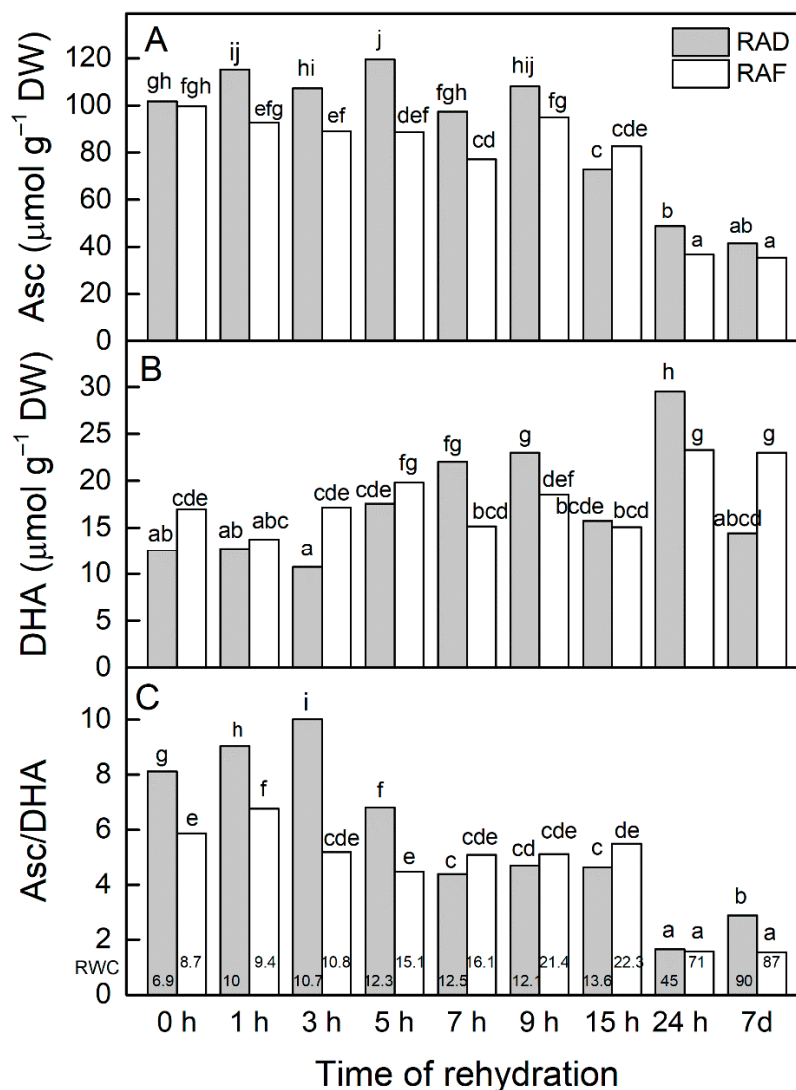 A
RAD
RAF
Asc (µmol g⁻¹ DW)
120
100
80
60
40
20
0
gh fgh ij efg hi ef j def fgh cd hij fg c cde b a ab a
B
DHA (µmol g⁻¹ DW)
30
25
20
15
10
5
0
ab cde ab abc a cde cde fg fg bcd g def bcde bcd h g abcd g
C
Asc/DHA
10
8
6
4
2
0
g e h f i cde f e c cde cd cde c de a a b a
RWC
6.9 8.7 10 9.4 10.7 10.8 12.3 15.1 12.5 16.1 12.1 21.4 13.6 22.3 45 71 90 87
0 h 1 h 3 h 5 h 7 h 9 h 15 h 24 h 7d
Time of rehydration